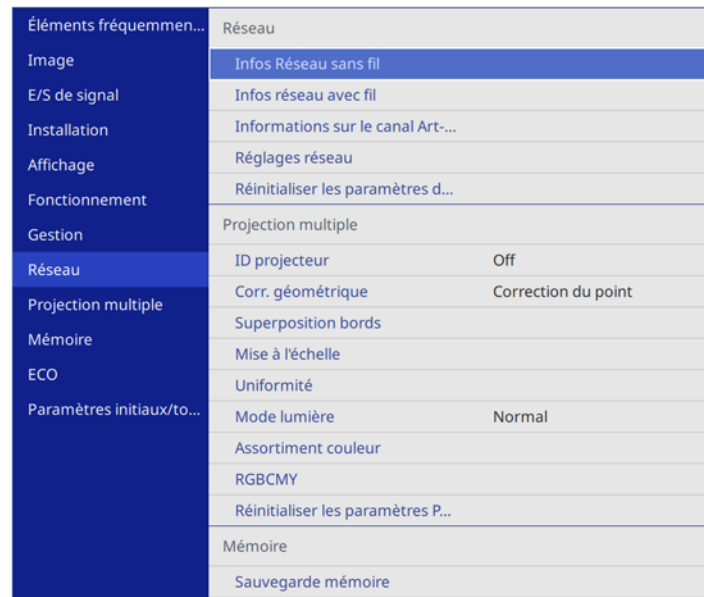 Éléments fréquemmen...
Image
E/S de signal
Installation
Affichage
Fonctionnement
Gestion
Réseau
Projection multiple
Mémoire
ECO
Paramètres initiaux/to...
Réseau
Infos Réseau sans fil
Infos réseau avec fil
Informations sur le canal Art-...
Réglages réseau
Réinitialiser les paramètres d...
Projection multiple
ID projecteur Off
Corr. géométrique Correction du point
Superposition bords
Mise à l'échelle
Uniformité
Mode lumière Normal
Assortiment couleur
RGBCMY
Réinitialiser les paramètres P...
Mémoire
Sauvegarde mémoire